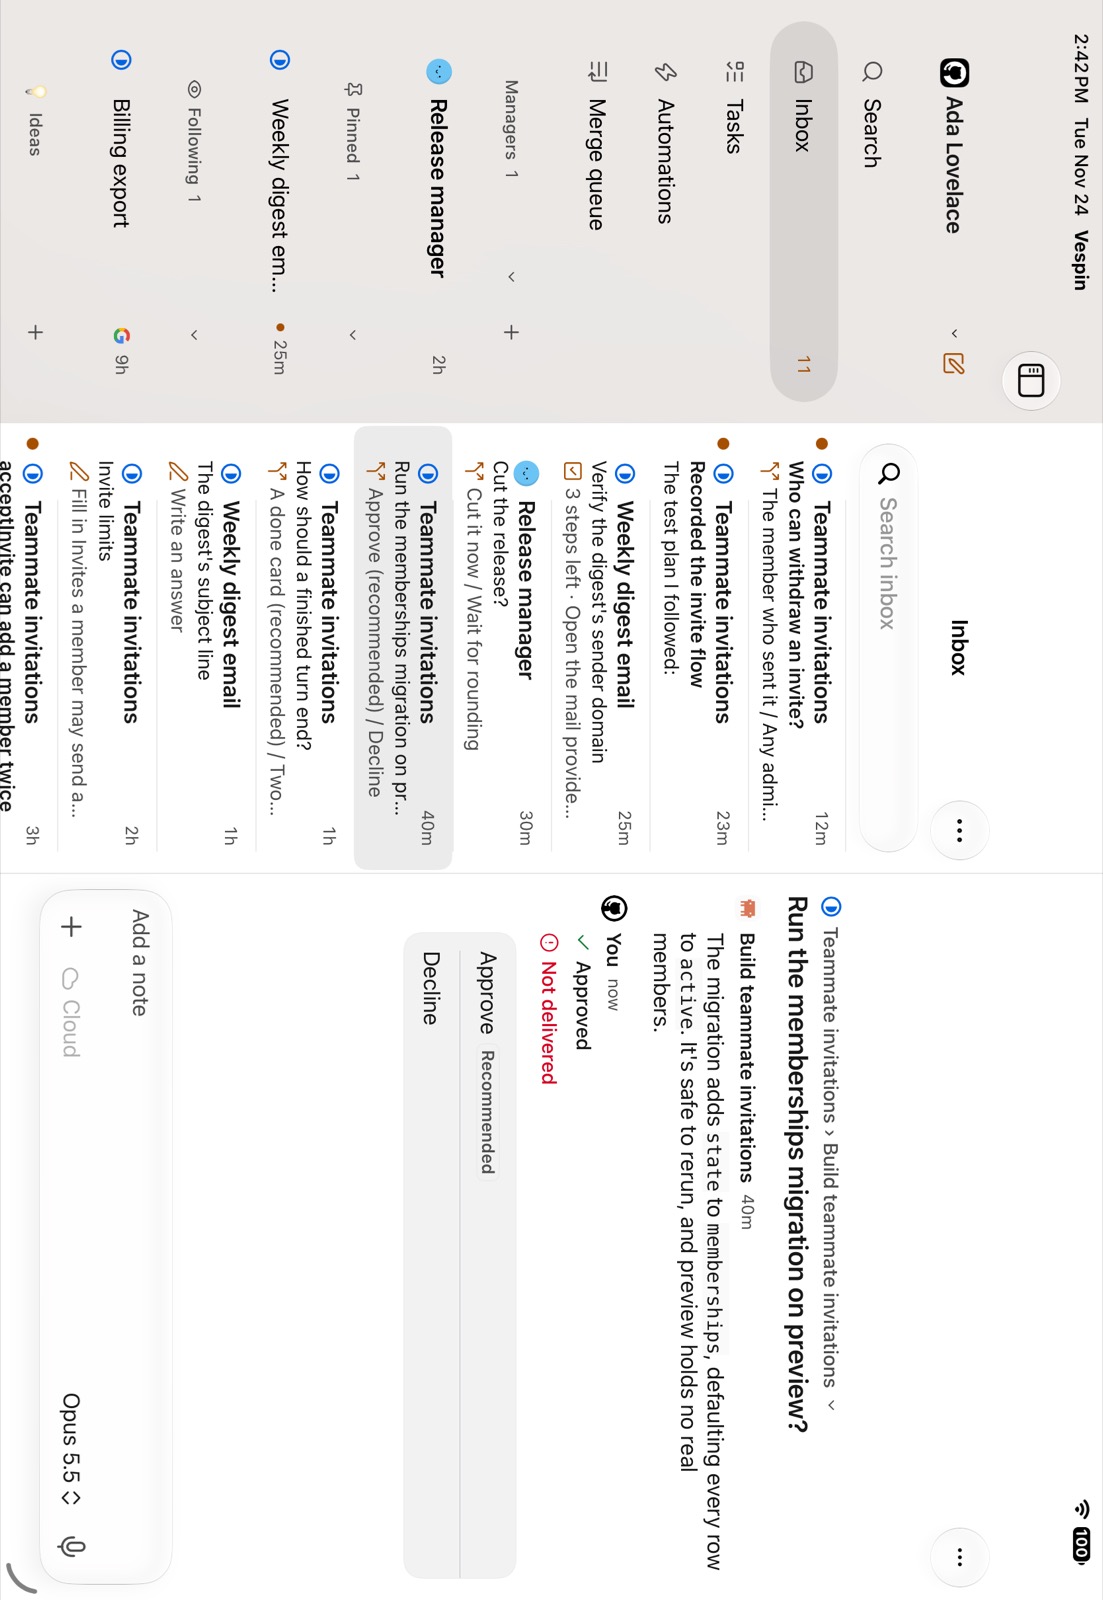 2:42 PM Tue Nov 24 Vespin
100
Ada Lovelace
Search
Inbox 11
Tasks
Automations
Merge queue
Managers 1
Release manager 2h
Pinned 1
Weekly digest em... 25m
Following 1
Billing export 9h
Ideas
Inbox
Search inbox
Teammate invitations 12m
Who can withdraw an invite?
The member who sent it / Any admi...
Teammate invitations 23m
Recorded the invite flow
The test plan I followed:
Weekly digest email 25m
Verify the digest's sender domain
3 steps left · Open the mail provide...
Release manager 30m
Cut the release?
Cut it now / Wait for rounding
Teammate invitations 40m
Run the memberships migration on pr...
Approve (recommended) / Decline
Teammate invitations 1h
How should a finished turn end?
A done card (recommended) / Two...
Weekly digest email 1h
The digest's subject line
Write an answer
Teammate invitations 2h
Invite limits
Fill in Invites a member may send a...
Teammate invitations 3h
acceptInvite can add a member twice
Teammate invitations › Build teammate invitations
Run the memberships migration on preview?
Build teammate invitations 40m
The migration adds state to memberships, defaulting every row
to active. It's safe to rerun, and preview holds no real
members.
You now
Approved
Not delivered
Approve Recommended
Decline
Add a note
Cloud
Opus 5.5